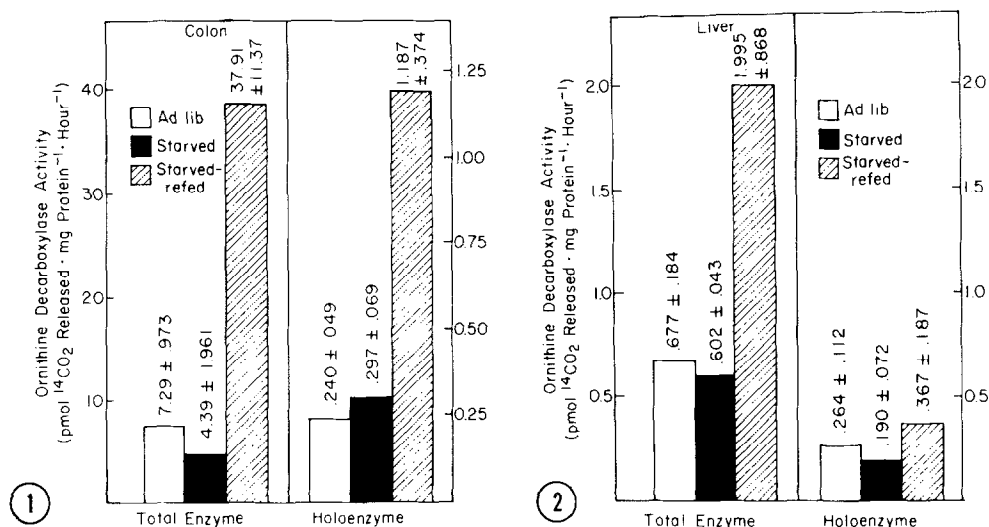 Colon
Ornithine Decarboxylase Activity
(pmol ¹⁴CO₂ Released · mg Protein⁻¹ · Hour⁻¹)
40
30
20
10
Ad lib
Starved
Starved-
refed
7.29 ± .973
4.39 ± 1.961
37.91
±11.37
.240 ± .049
.297 ± .069
1.187
±.374
1.25
1.00
0.75
0.50
0.25
Total Enzyme
Holoenzyme
1
Liver
Ornithine Decarboxylase Activity
(pmol ¹⁴CO₂ Released · mg Protein⁻¹ · Hour⁻¹)
2.0
1.5
1.0
0.5
.677 ± .184
.602 ± .043
1.995
±.868
Ad lib
Starved
Starved-
refed
.264 ± .112
.190 ± .072
.367 ± .187
2.0
1.5
1.0
0.5
Total Enzyme
Holoenzyme
2